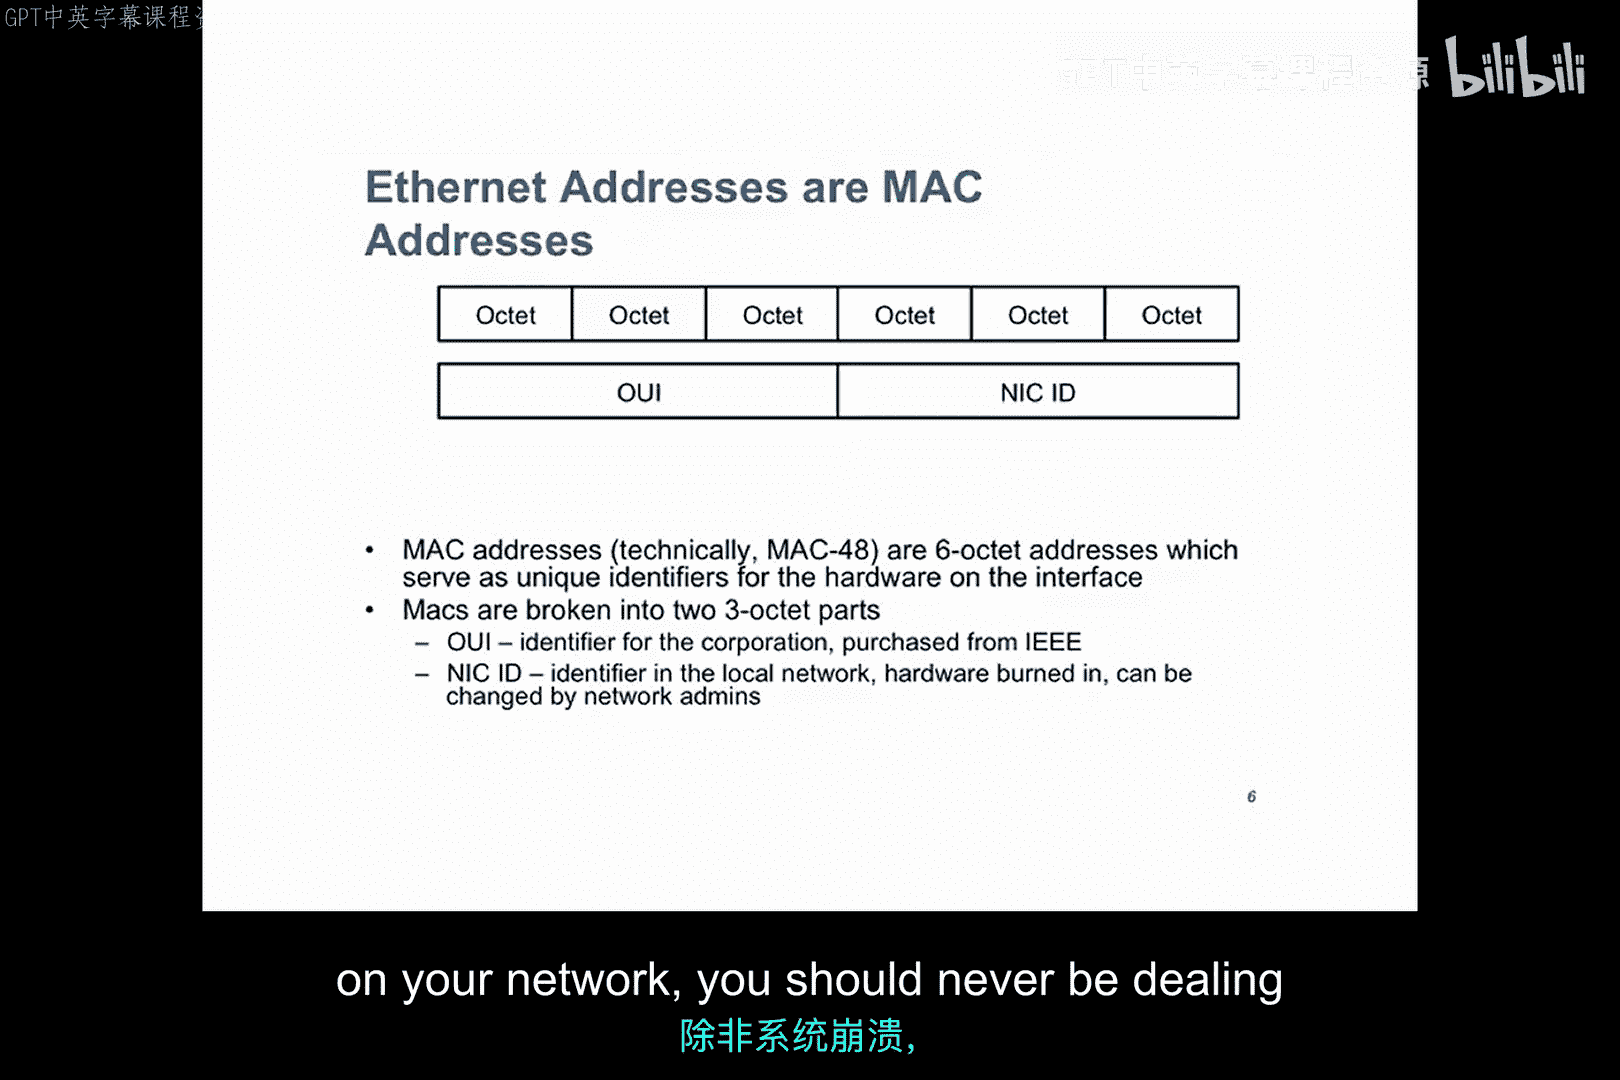 GPT中英字幕课程资
bilibili
Ethernet Addresses are MAC
Addresses
Octet Octet Octet Octet Octet Octet
OUI NIC ID
• MAC addresses (technically, MAC-48) are 6-octet addresses which
serve as unique identifiers for the hardware on the interface
• Macs are broken into two 3-octet parts
– OUI – identifier for the corporation, purchased from IEEE
– NIC ID – identifier in the local network, hardware burned in, can be
changed by network admins
6
on your network, you should never be dealing
除非系统崩溃,